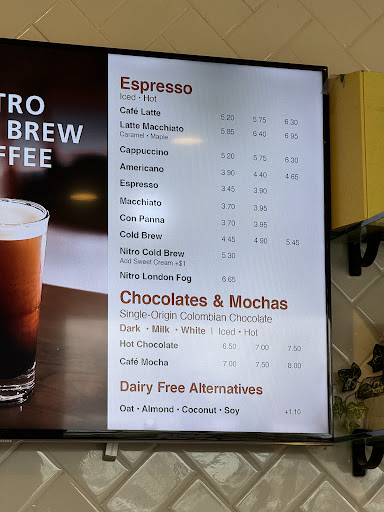 TRO
BREW
FFEE
Espresso
Iced • Hot
Café Latte 5.20 5.75 6.30
Latte Macchiato 5.85 6.40 6.95
Caramel • Maple
Cappuccino 5.20 5.75 6.30
Americano 3.90 4.40 4.65
Espresso 3.45 3.90
Macchiato 3.70 3.95
Con Panna 3.70 3.95
Cold Brew 4.45 4.90 5.45
Nitro Cold Brew 5.30
Add Sweet Cream +$1
Nitro London Fog 6.65
Chocolates & Mochas
Single-Origin Colombian Chocolate
Dark • Milk • White | Iced • Hot
Hot Chocolate 6.50 7.00 7.50
Café Mocha 7.00 7.50 8.00
Dairy Free Alternatives
Oat • Almond • Coconut • Soy +1.10